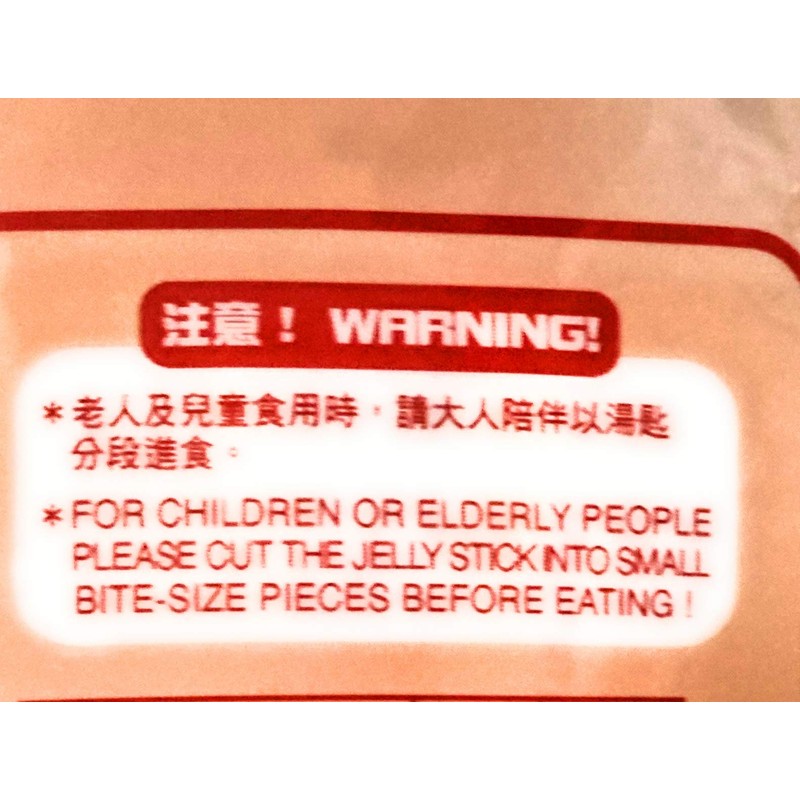 注意！ WARNING!
*老人及兒童食用時，請大人陪伴以湯匙
分段進食。
*FOR CHILDREN OR ELDERLY PEOPLE
PLEASE CUT THE JELLY STICK INTO SMALL
BITE-SIZE PIECES BEFORE EATING!